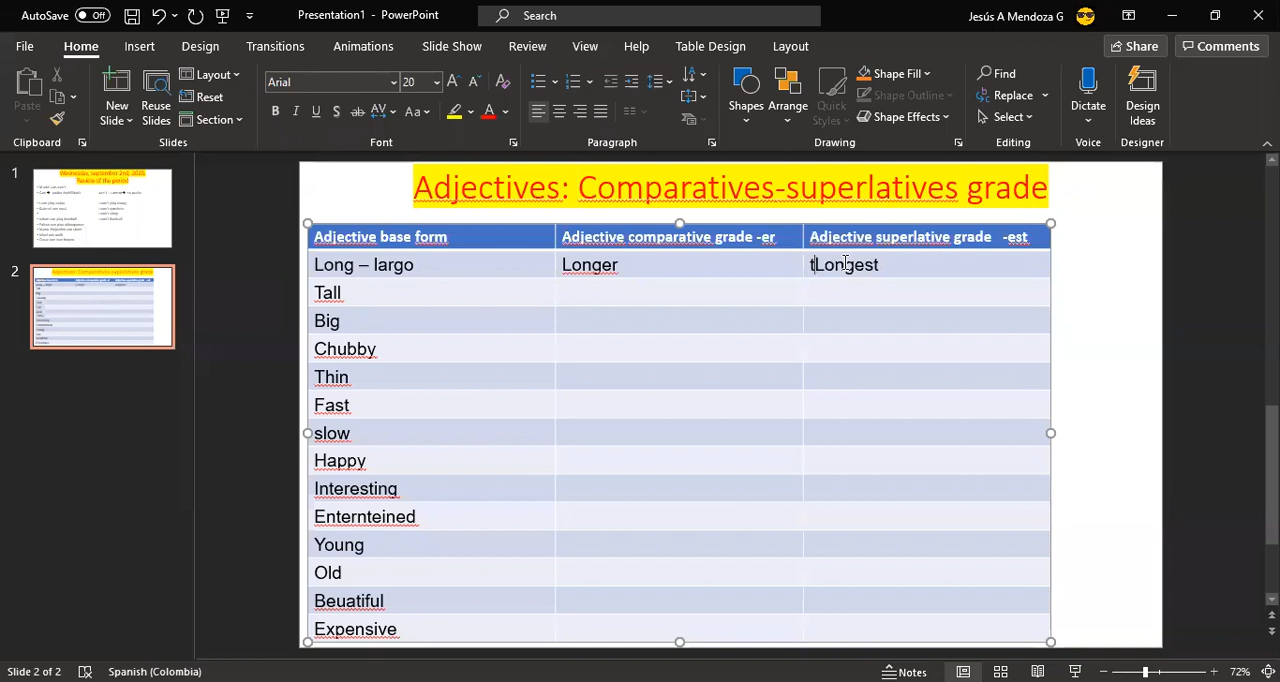 AutoSave Off Presentation1 - PowerPoint Search Jesús A Mendoza G
File Home Insert Design Transitions Animations Slide Show Review View Help Table Design Layout Share Comments
Paste New Slide Reuse Slides Layout Reset Section
Arial 20
Shapes Arrange Quick Styles Shape Fill Shape Outline Shape Effects
Find Replace Select Dictate Design Ideas
Clipboard Slides Font Paragraph Drawing Editing Voice Designer
1
2
Adjectives: Comparatives-superlatives grade
Adjective base form Adjective comparative grade -er Adjective superlative grade -est
Long – largo Longer tLongest
Tall
Big
Chubby
Thin
Fast
slow
Happy
Interesting
Enternteined
Young
Old
Beuatiful
Expensive
Slide 2 of 2 Spanish (Colombia) Notes 72%